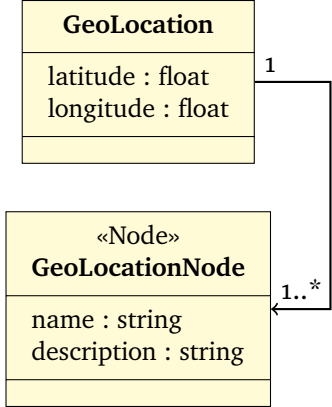 GeoLocation
1
latitude : float
longitude : float
«Node»
GeoLocationNode
1..*
name : string
description : string